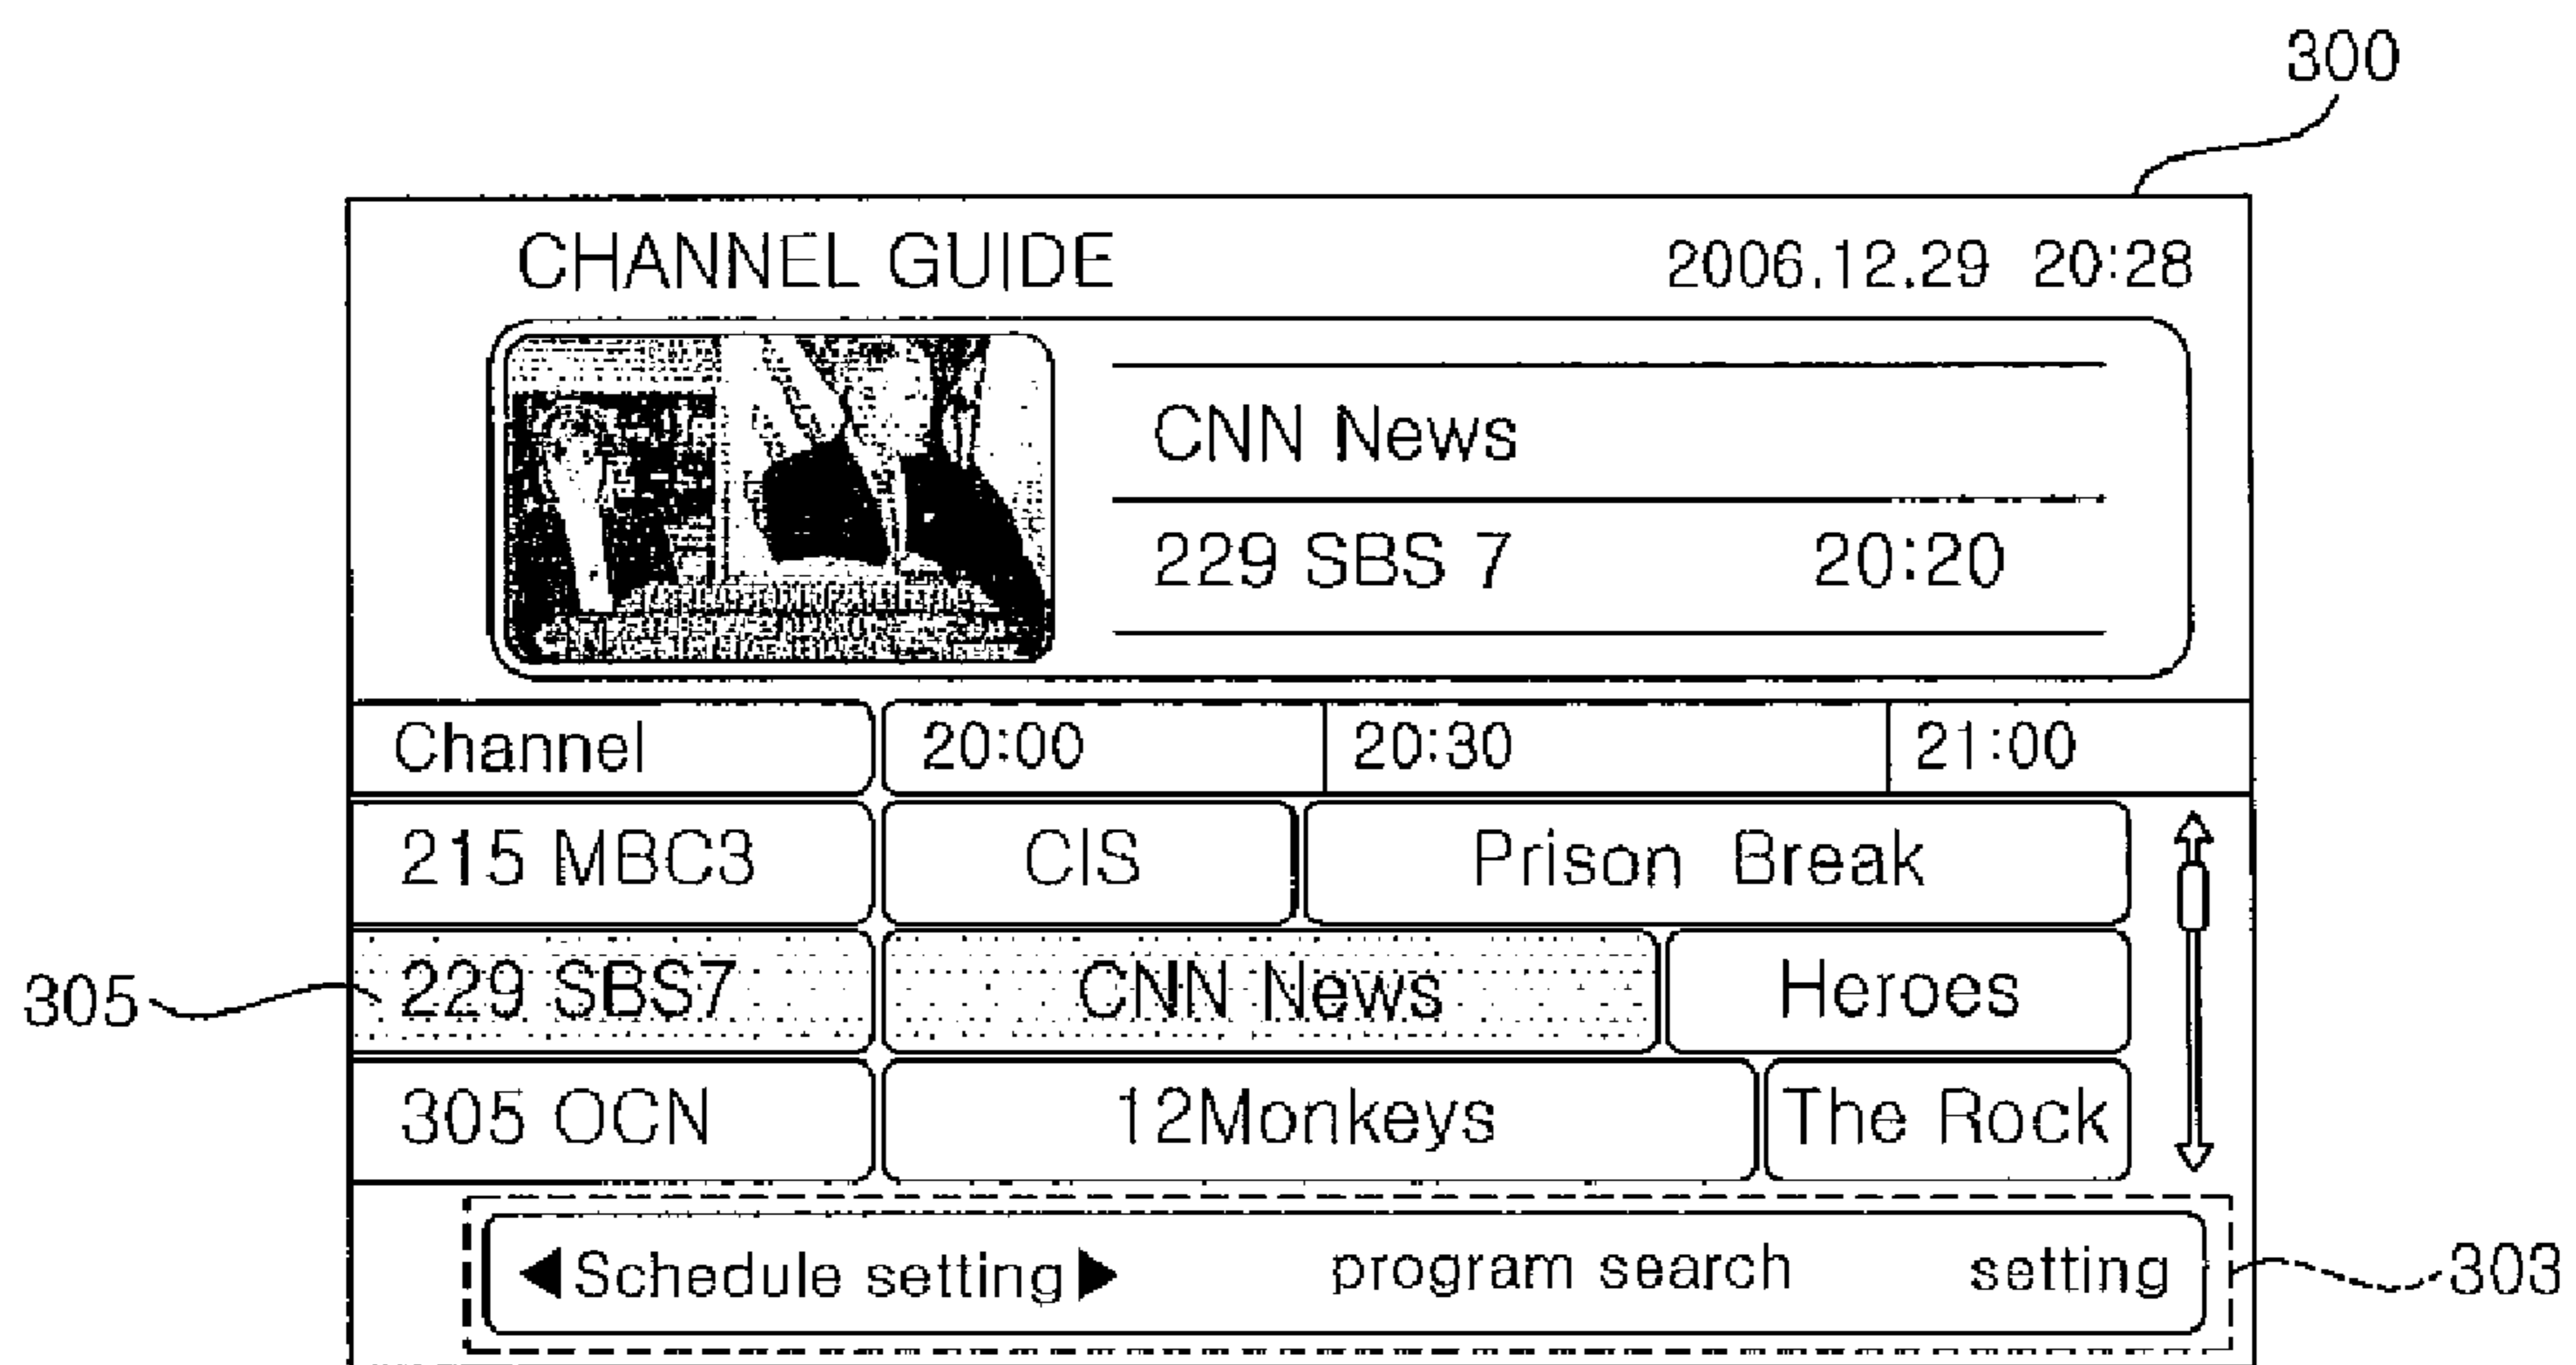 300
CHANNEL GUIDE 2006.12.29 20:28
CNN News
229 SBS 7 20:20
Channel 20:00 20:30 21:00
215 MBC3 CIS Prison Break
305 229 SBS7 CNN News Heroes
305 OCN 12Monkeys The Rock
◀Schedule setting▶ program search setting 303